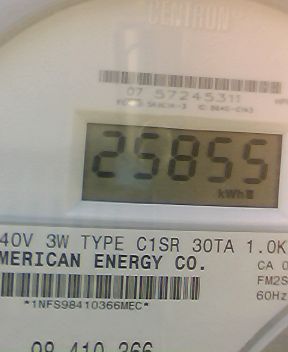 CENTRON
07 57245311
25855
kWh
40V 3W TYPE C1SR 30TA 1.0K
MERICAN ENERGY CO.
CA 0
FM2S
60Hz
*1NFS98410366MEC*
98 410 366